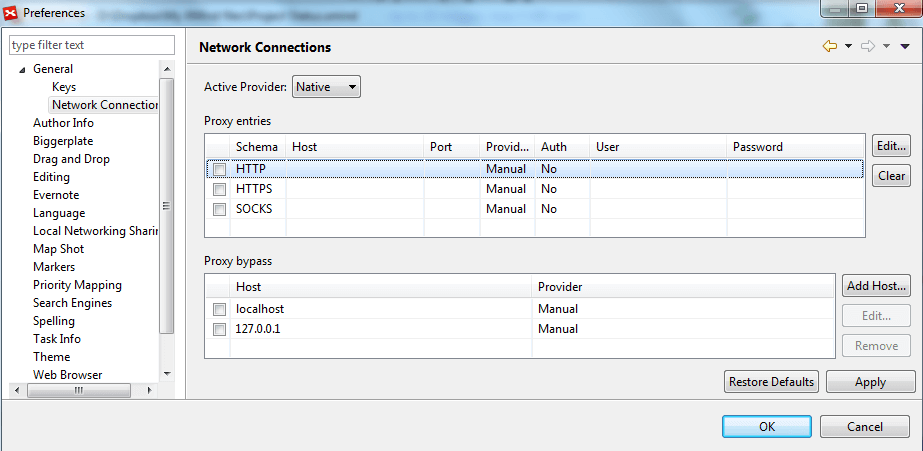 Preferences
type filter text
General
Keys
Network Connection
Author Info
Biggerplate
Drag and Drop
Editing
Evernote
Language
Local Networking Sharin
Map Shot
Markers
Priority Mapping
Search Engines
Spelling
Task Info
Theme
Web Browser
Network Connections
Active Provider: Native
Proxy entries
Schema Host Port Provid... Auth User Password
HTTP Manual No
HTTPS Manual No
SOCKS Manual No
Edit...
Clear
Proxy bypass
Host Provider
localhost Manual
127.0.0.1 Manual
Add Host...
Edit...
Remove
Restore Defaults Apply
OK Cancel